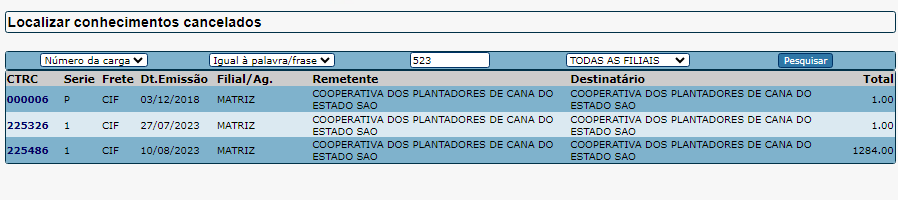 Localizar conhecimentos cancelados
Número da carga Igual à palavra/frase 523 TODAS AS FILIAIS Pesquisar
CTRC Serie Frete Dt.Emissão Filial/Ag. Remetente Destinatário Total
000006 P CIF 03/12/2018 MATRIZ COOPERATIVA DOS PLANTADORES DE CANA DO ESTADO SAO COOPERATIVA DOS PLANTADORES DE CANA DO ESTADO SAO 1.00
225326 1 CIF 27/07/2023 MATRIZ COOPERATIVA DOS PLANTADORES DE CANA DO ESTADO SAO COOPERATIVA DOS PLANTADORES DE CANA DO ESTADO SAO 1.00
225486 1 CIF 10/08/2023 MATRIZ COOPERATIVA DOS PLANTADORES DE CANA DO ESTADO SAO COOPERATIVA DOS PLANTADORES DE CANA DO ESTADO SAO 1284.00